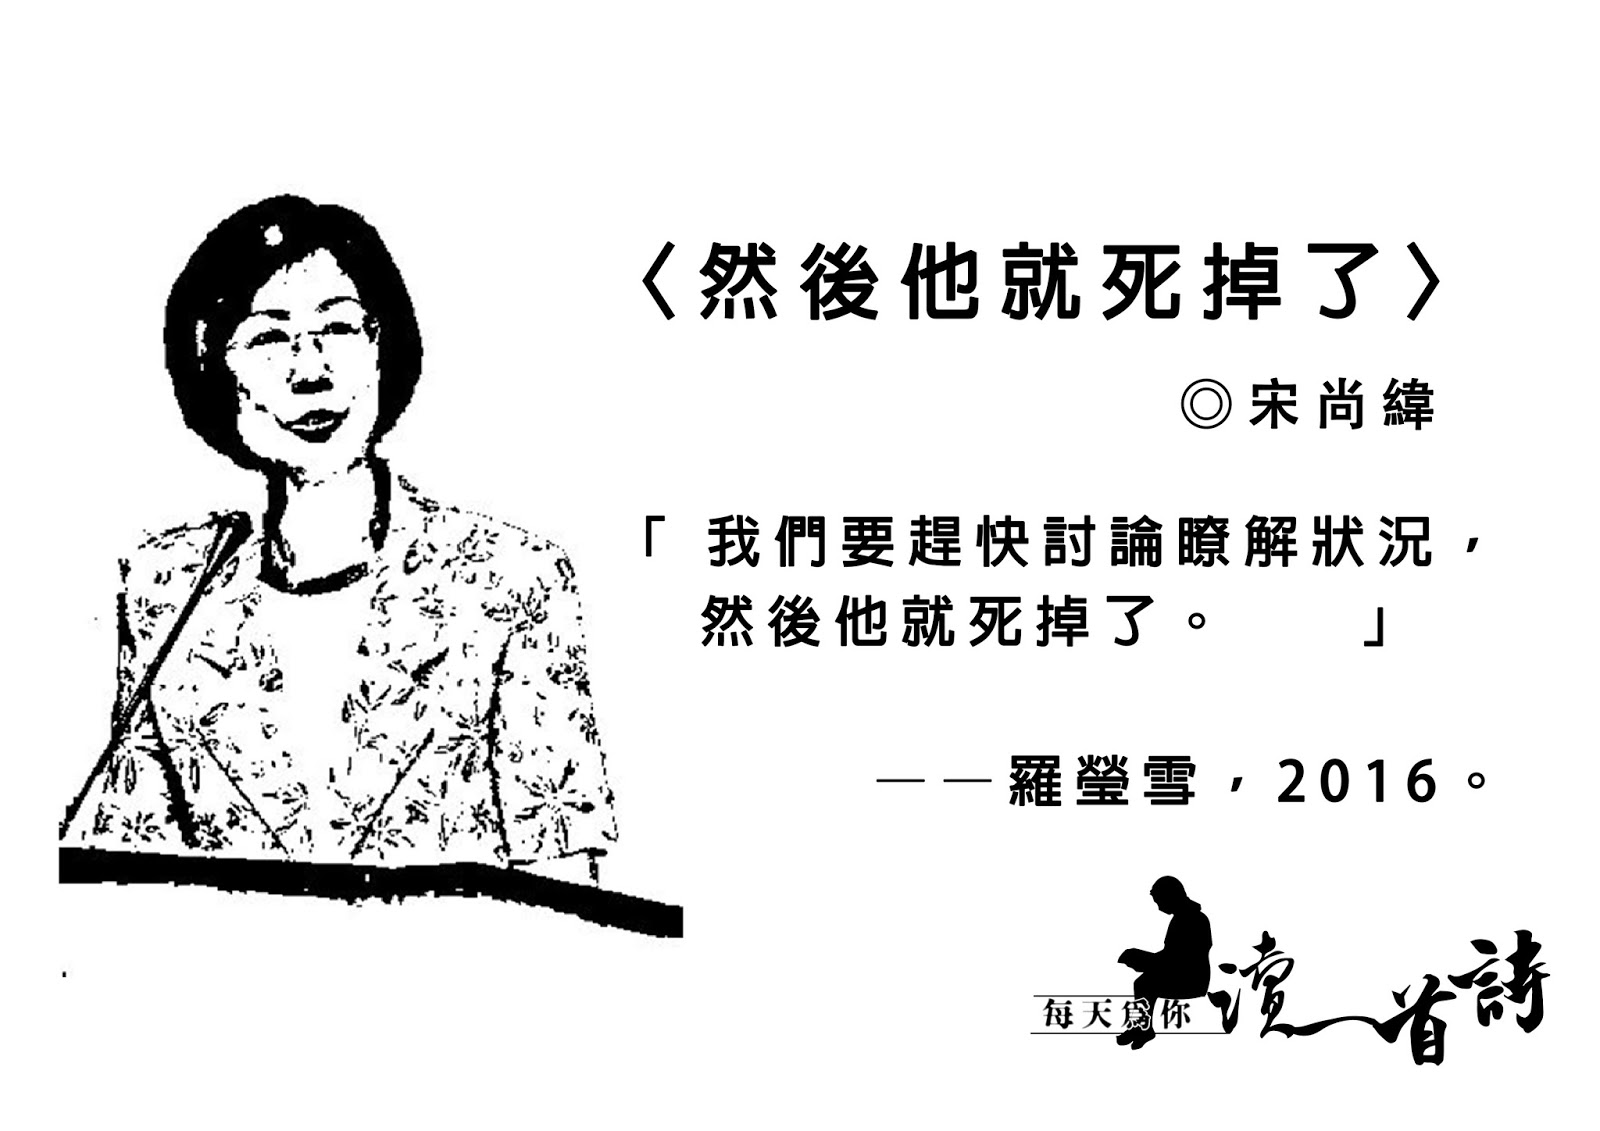 〈然後他就死掉了〉
◎宋尚緯
「我們要趕快討論瞭解狀況，
然後他就死掉了。」
——羅瑩雪，2016。
每天為你
讀一首詩